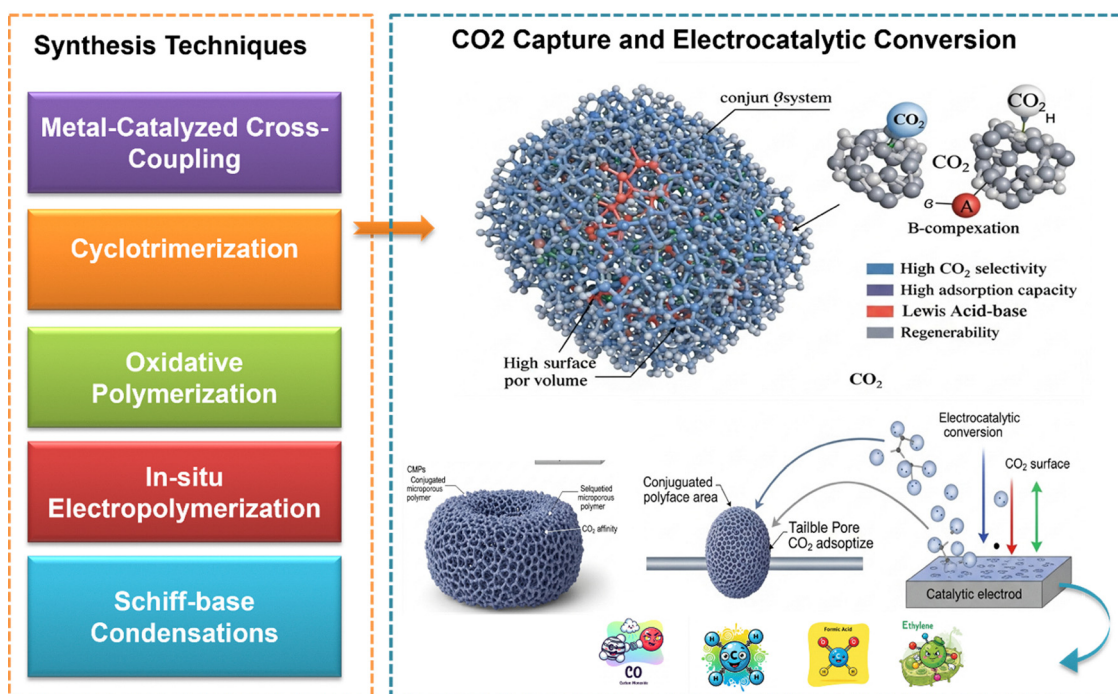 Synthesis Techniques
Metal-Catalyzed Cross-
Coupling
Cyclotrimerization
Oxidative
Polymerization
In-situ
Electropolymerization
Schiff-base
Condensations
CO2 Capture and Electrocatalytic Conversion
conjuri βsystem
CO₂
CO₂
H
CO₂
A
B-compexation
High CO₂ selectivity
High adsorption capacity
Lewis Acid-base
Regenerability
High surface
por volume
CO₂
CMPs
Conjugated microporous
polymer
Selquetied microporous
polymer
CO₂ affinity
Conjuguated
polyface area
Tailble Pore
CO₂ adsoptize
Electrocatalytic
conversion
CO₂ surface
Catalytic electrod
CO
H
H
C
H
H
Formic Acid
H
H
Ethylene